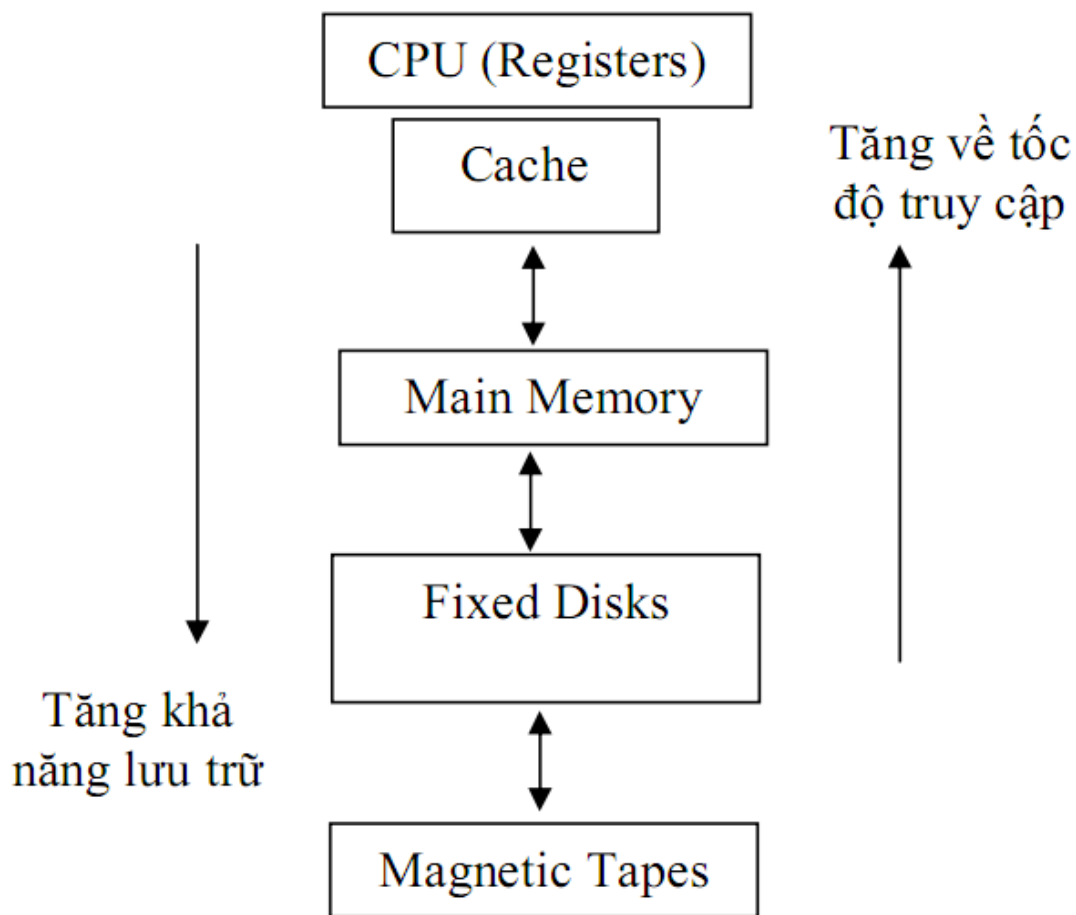 CPU (Registers)
Cache
Tăng về tốc
độ truy cập
Main Memory
Fixed Disks
Tăng khả
năng lưu trữ
Magnetic Tapes